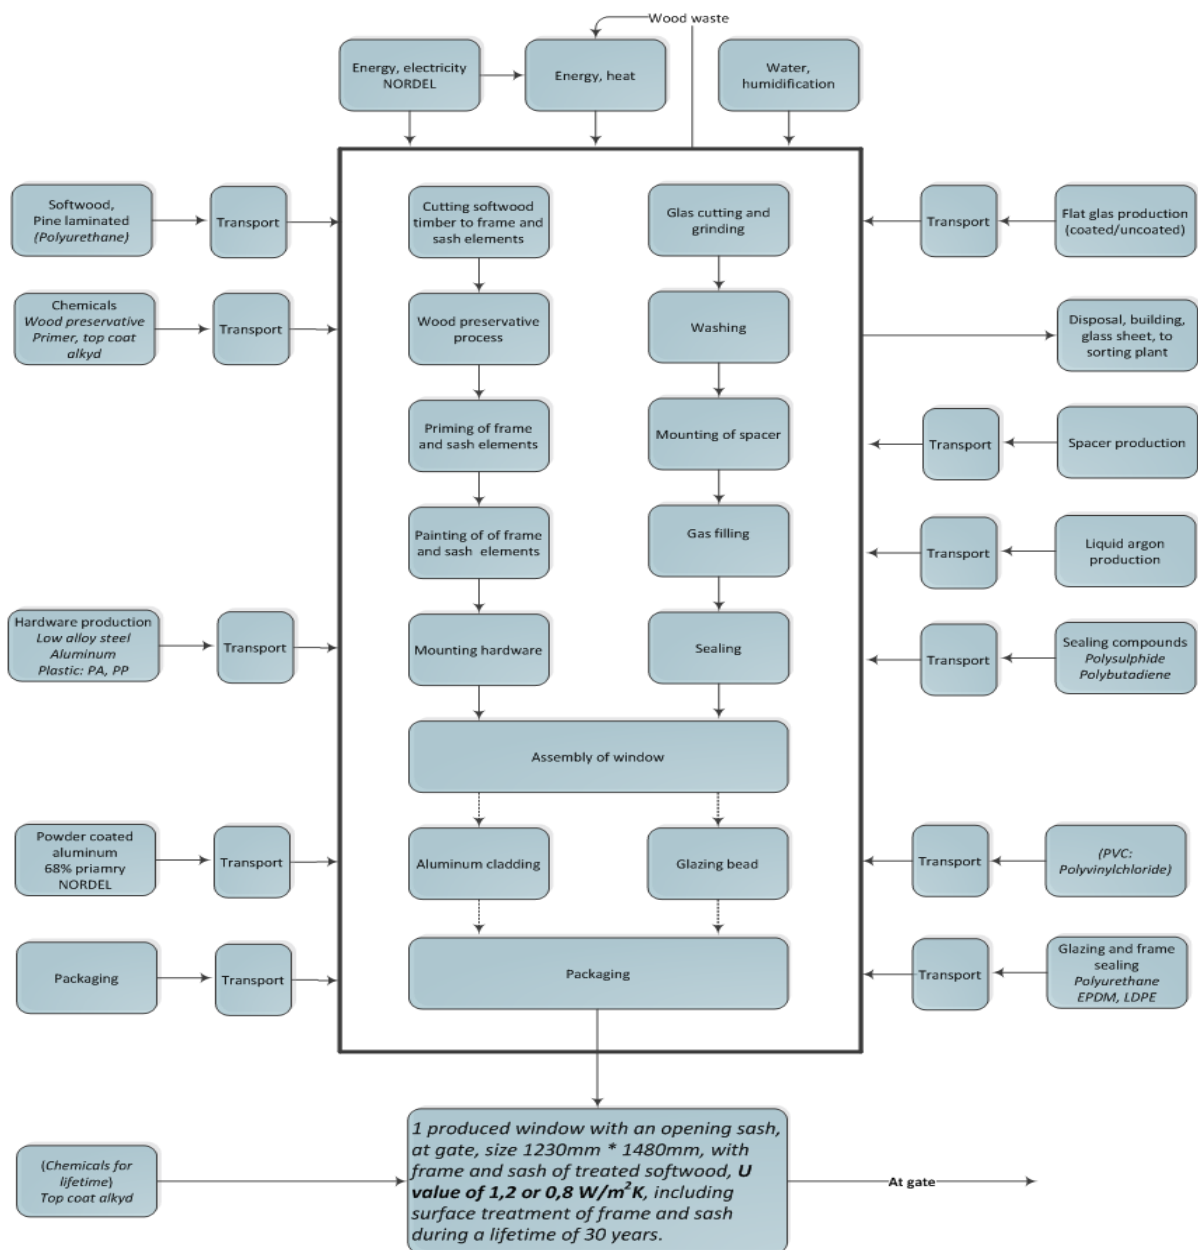 Wood waste
Energy, electricity
NORDEL
Energy, heat
Water,
humidification
Softwood,
Pine laminated
(Polyurethane)
Transport
Cutting softwood
timber to frame and
sash elements
Glas cutting and
grinding
Transport
Flat glas production
(coated/uncoated)
Chemicals
Wood preservative
Primer, top coat
alkyd
Transport
Wood preservative
process
Washing
Disposal, building,
glass sheet, to
sorting plant
Priming of frame
and sash elements
Mounting of spacer
Transport
Spacer production
Painting of of frame
and sash elements
Gas filling
Transport
Liquid argon
production
Hardware production
Low alloy steel
Aluminum
Plastic: PA, PP
Transport
Mounting hardware
Sealing
Transport
Sealing compounds
Polysulphide
Polybutadiene
Assembly of window
Powder coated
aluminum
68% priamry
NORDEL
Transport
Aluminum cladding
Glazing bead
Transport
(PVC:
Polyvinylchloride)
Packaging
Transport
Packaging
Transport
Glazing and frame
sealing
Polyurethane
EPDM, LDPE
(Chemicals for
lifetime)
Top coat alkyd
1 produced window with an opening sash,
at gate, size 1230mm * 1480mm, with
frame and sash of treated softwood, U
value of 1,2 or 0,8 W/m²K, including
surface treatment of frame and sash
during a lifetime of 30 years.
At gate